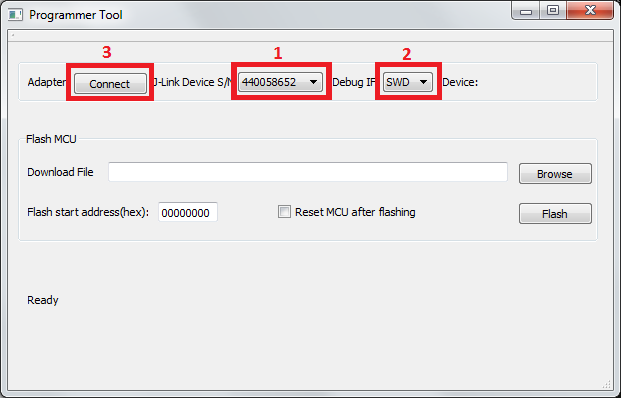 Programmer Tool
3 1 2
Adapter Connect J-Link Device S/N 440058652 Debug IF SWD Device:
Flash MCU
Download File Browse
Flash start address(hex): 00000000 Reset MCU after flashing Flash
Ready